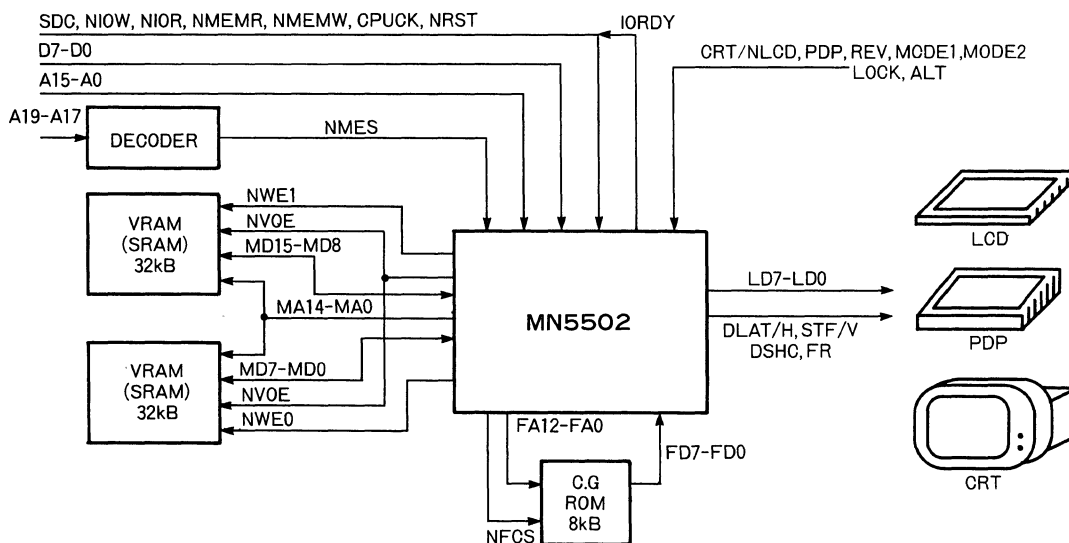 SDC, NIOW, NIOR, NMEMR, NMEMW, CPUCK, NRST
IORDY
D7-D0
CRT/NLCD, PDP, REV, MODE1,MODE2
LOCK, ALT
A15-A0
A19-A17
DECODER
NMES
NWE1
VRAM
(SRAM)
32kB
NVOE
MD15-MD8
LCD
MA14-MA0
MN5502
LD7-LD0
DLAT/H, STF/V
DSHC, FR
PDP
VRAM
(SRAM)
32kB
MD7-MD0
NVOE
NWE0
FA12-FA0
FD7-FD0
C.G
ROM
8kB
NFCS
CRT